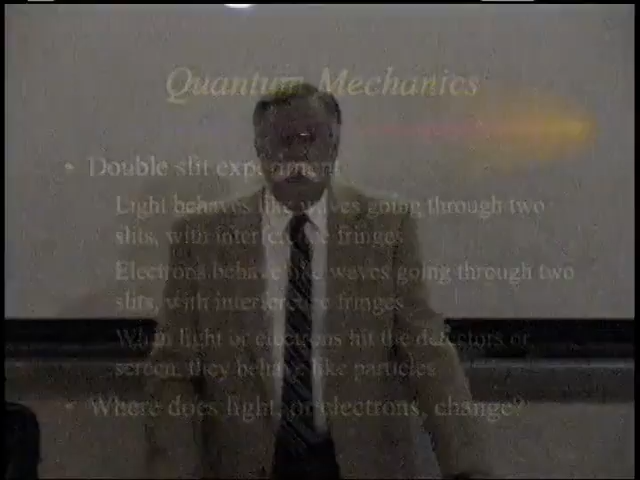 Quantum Mechanics
• Double slit experiment
Light behaves like waves going through two
slits, with interference fringes
Electrons behave like waves going through two
slits, with interference fringes
When light or electrons hit the detectors or
screen, they behave like particles
• Where does light, or electrons, change?